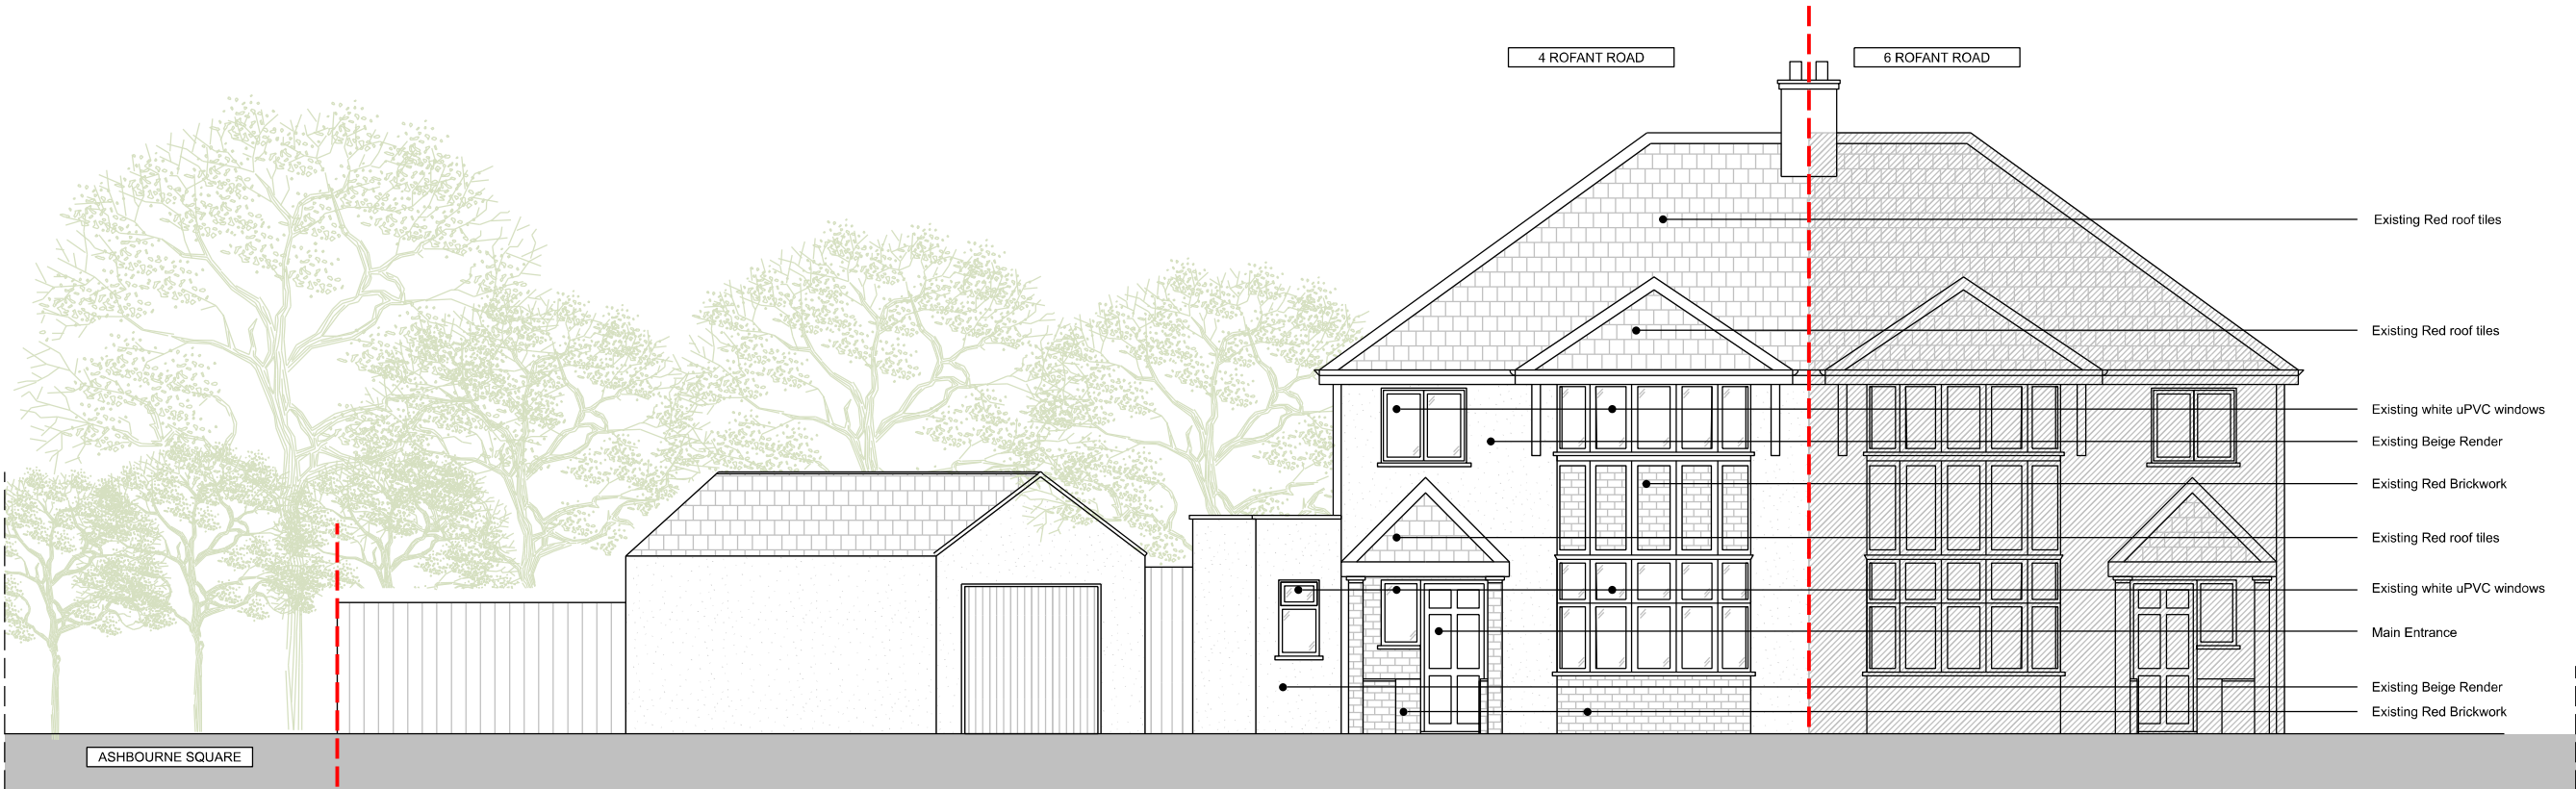 4 ROFANT ROAD
6 ROFANT ROAD
Existing Red roof tiles
Existing Red roof tiles
Existing white uPVC windows
Existing Beige Render
Existing Red Brickwork
Existing Red roof tiles
Existing white uPVC windows
Main Entrance
Existing Beige Render
Existing Red Brickwork
ASHBOURNE SQUARE